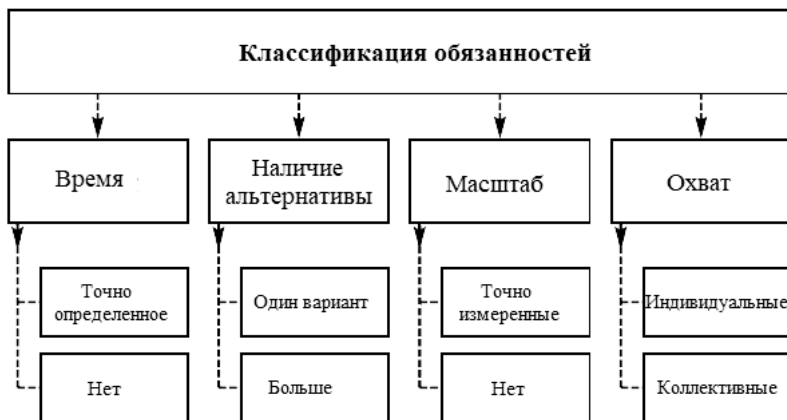 Классификация обязанностей
Время
Наличие
альтернативы
Масштаб
Охват
Точно
определенное
Один вариант
Точно
измеренные
Индивидуальные
Нет
Больше
Нет
Коллективные